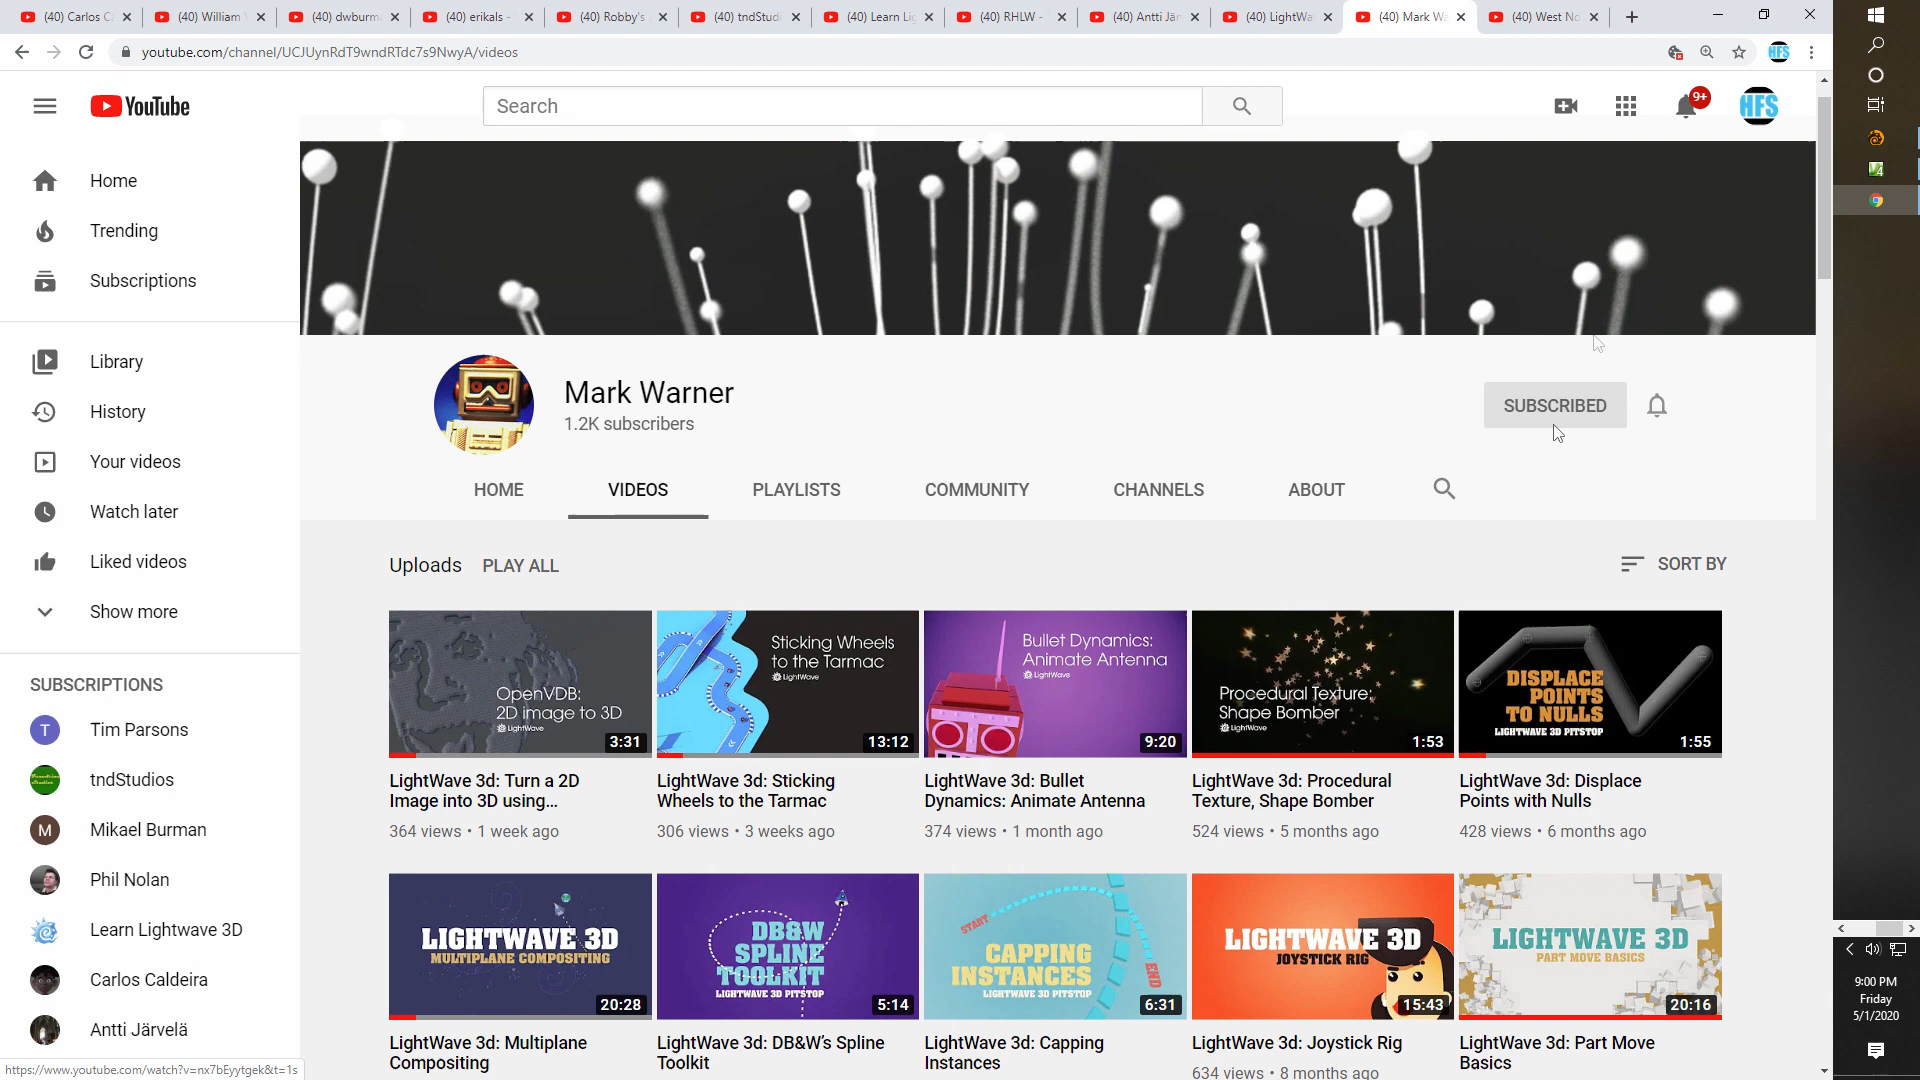 (40) Carlos C
(40) William
(40) dwburm
(40) erikals -
(40) Robby's
(40) tndStudi
(40) Learn Lig
(40) RHLW -
(40) Antti Jär
(40) LightWa
(40) Mark Wa
(40) West No
youtube.com/channel/UCJUynRdT9wndRTdc7s9NwyA/videos
HFS
YouTube
Search
9+
HFS
Home
Trending
Subscriptions
Library
History
Your videos
Watch later
Liked videos
Show more
SUBSCRIPTIONS
T
Tim Parsons
tndStudios
M
Mikael Burman
Phil Nolan
Learn Lightwave 3D
Carlos Caldeira
Antti Järvelä
Mark Warner
1.2K subscribers
SUBSCRIBED
HOME
VIDEOS
PLAYLISTS
COMMUNITY
CHANNELS
ABOUT
Uploads
PLAY ALL
SORT BY
OpenVDB:
2D image to 3D
LightWave
3:31
LightWave 3d: Turn a 2D
Image into 3D using...
364 views • 1 week ago
Sticking Wheels
to the Tarmac
LightWave
13:12
LightWave 3d: Sticking
Wheels to the Tarmac
306 views • 3 weeks ago
Bullet Dynamics:
Animate Antenna
LightWave
9:20
LightWave 3d: Bullet
Dynamics: Animate Antenna
374 views • 1 month ago
Procedural Texture:
Shape Bomber
LightWave
1:53
LightWave 3d: Procedural
Texture, Shape Bomber
524 views • 5 months ago
DISPLACE
POINTS
TO NULLS
LIGHTWAVE 3D PITSTOP
1:55
LightWave 3d: Displace
Points with Nulls
428 views • 6 months ago
LIGHTWAVE 3D
MULTIPLANE COMPOSITING
20:28
LightWave 3d: Multiplane
Compositing
DB&W
SPLINE
TOOLKIT
LIGHTWAVE 3D PITSTOP
5:14
LightWave 3d: DB&W's Spline
Toolkit
START
CAPPING
INSTANCES
LIGHTWAVE 3D PITSTOP
END
6:31
LightWave 3d: Capping
Instances
LIGHTWAVE 3D
JOYSTICK RIG
15:43
LightWave 3d: Joystick Rig
634 views • 8 months ago
LIGHTWAVE 3D
PART MOVE BASICS
20:16
LightWave 3d: Part Move
Basics
https://www.youtube.com/watch?v=nx7bEyytgek&t=1s
4
9:00 PM
Friday
5/1/2020